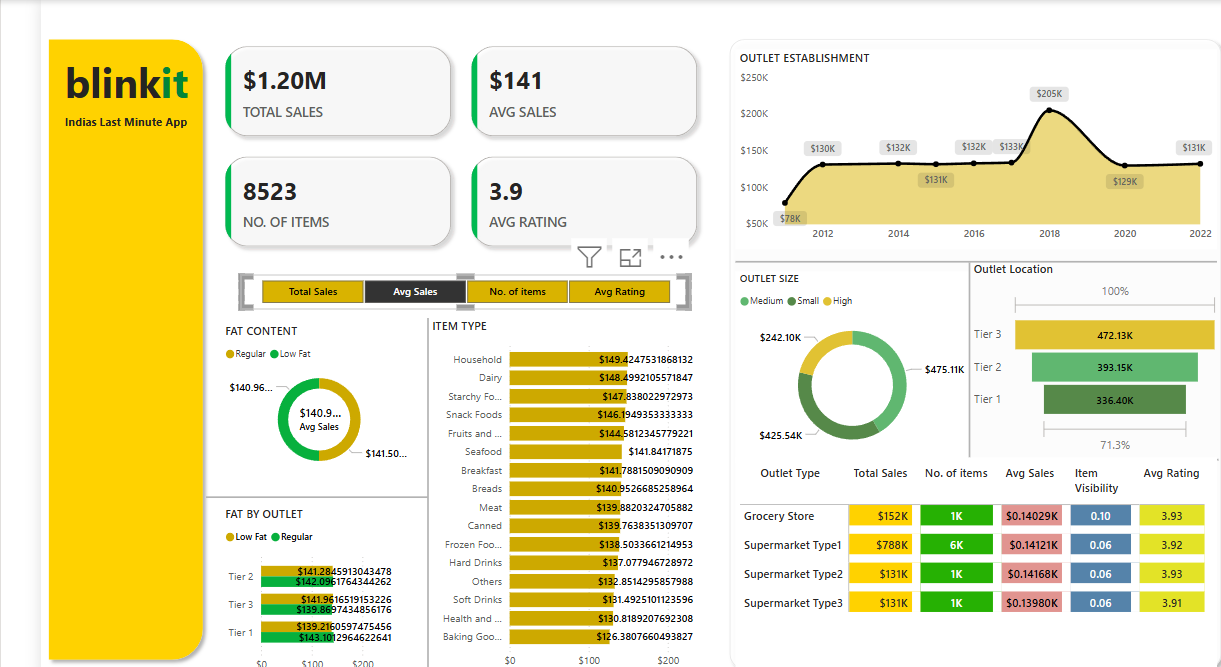 blinkit
Indias Last Minute App
$1.20M
TOTAL SALES
$141
AVG SALES
8523
NO. OF ITEMS
3.9
AVG RATING
Total Sales
Avg Sales
No. of items
Avg Rating
FAT CONTENT
Regular Low Fat
$140.96...
$140.9...
Avg Sales
$141.50...
FAT BY OUTLET
Low Fat Regular
Tier 2 $141.2845913043478
$142.0961764344262
Tier 3 $141.9616519153226
$139.8697434856176
Tier 1 $139.2160597475456
$143.1012964622641
$0 $100 $200
ITEM TYPE
Household $149.4247531868132
Dairy $148.4992105571847
Starchy Fo... $147.838022972973
Snack Foods $146.1949353333333
Fruits and ... $144.5812345779221
Seafood $141.84171875
Breakfast $141.7881509090909
Breads $140.9526685258964
Meat $139.8820324705882
Canned $139.7638351309707
Frozen Foo... $138.5033661214953
Hard Drinks $137.077946728972
Others $132.8514295857988
Soft Drinks $131.4925101123596
Health and ... $130.8189207692308
Baking Goo... $126.3807660493827
$0 $100 $200
OUTLET ESTABLISHMENT
$250K
$200K
$150K
$100K
$50K
$78K
$130K
$132K
$131K
$132K
$133K
$205K
$129K
$131K
2012 2014 2016 2018 2020 2022
OUTLET SIZE
Medium Small High
$242.10K
$475.11K
$425.54K
Outlet Location
100%
Tier 3 472.13K
Tier 2 393.15K
Tier 1 336.40K
71.3%
Outlet Type Total Sales No. of items Avg Sales Item Visibility Avg Rating
Grocery Store $152K 1K $0.14029K 0.10 3.93
Supermarket Type1 $788K 6K $0.14121K 0.06 3.92
Supermarket Type2 $131K 1K $0.14168K 0.06 3.93
Supermarket Type3 $131K 1K $0.13980K 0.06 3.91